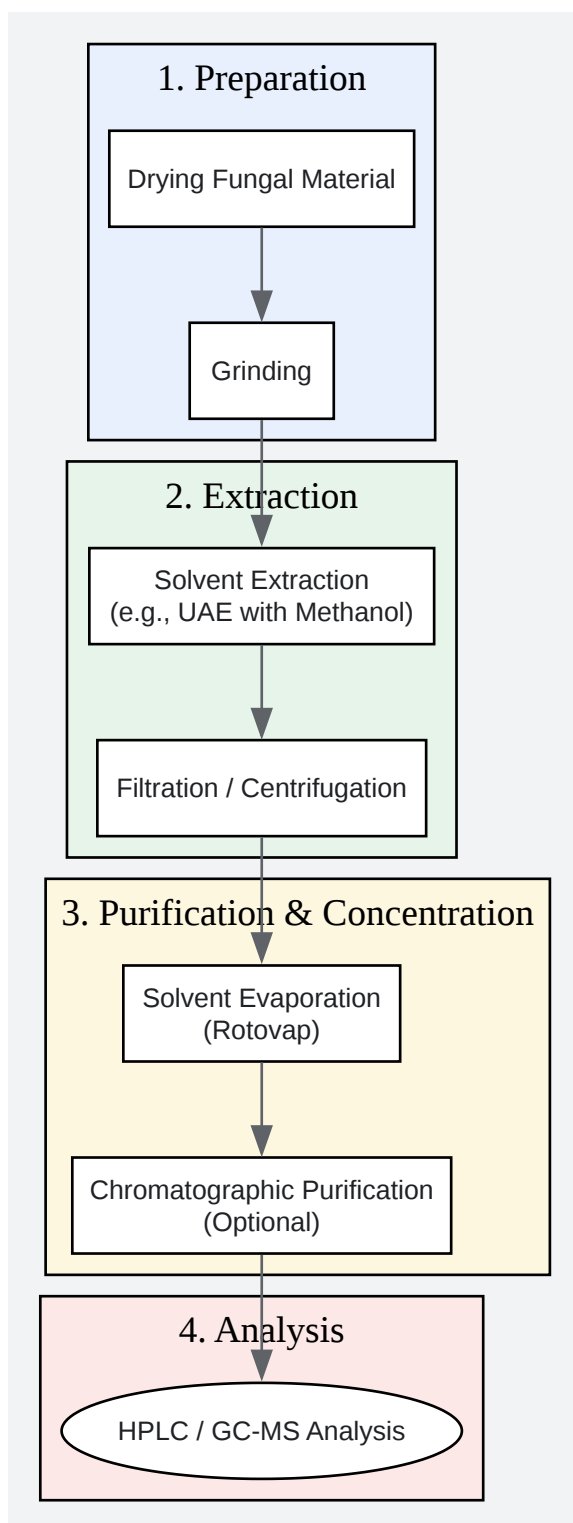 1. Preparation
Drying Fungal Material
Grinding
2. Extraction
Solvent Extraction
(e.g., UAE with Methanol)
Filtration / Centrifugation
3. Purification & Concentration
Solvent Evaporation
(Rotovap)
Chromatographic Purification
(Optional)
4. Analysis
HPLC / GC-MS Analysis